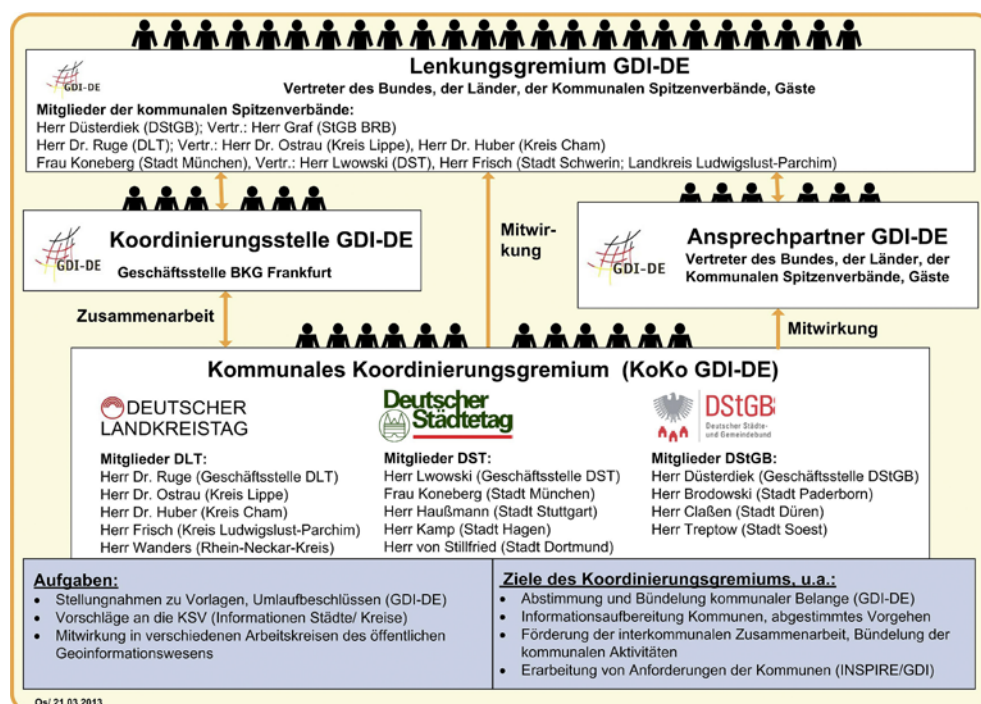 Lenkungsgremium GDI-DE
Vertreter des Bundes, der Länder, der Kommunalen Spitzenverbände, Gäste
GDI-DE
Mitglieder der kommunalen Spitzenverbände:
Herr Düsterdiek (DStGB); Vertr.: Herr Graf (StGB BRB)
Herr Dr. Ruge (DLT); Vertr.: Herr Dr. Ostrau (Kreis Lippe), Herr Dr. Huber (Kreis Cham)
Frau Koneberg (Stadt München), Vertr.: Herr Lwowski (DST), Herr Frisch (Stadt Schwerin; Landkreis Ludwigslust-Parchim)
Koordinierungsstelle GDI-DE
GDI-DE
Geschäftsstelle BKG Frankfurt
Mitwir-
kung
Ansprechpartner GDI-DE
GDI-DE
Vertreter des Bundes, der Länder, der
Kommunalen Spitzenverbände, Gäste
Zusammenarbeit
Mitwirkung
Kommunales Koordinierungsgremium (KoKo GDI-DE)
DEUTSCHER
LANDKREISTAG
Mitglieder DLT:
Herr Dr. Ruge (Geschäftsstelle DLT)
Herr Dr. Ostrau (Kreis Lippe)
Herr Dr. Huber (Kreis Cham)
Herr Frisch (Kreis Ludwigslust-Parchim)
Herr Wanders (Rhein-Neckar-Kreis)
Deutscher
Städtetag
Mitglieder DST:
Herr Lwowski (Geschäftsstelle DST)
Frau Koneberg (Stadt München)
Herr Haußmann (Stadt Stuttgart)
Herr Kamp (Stadt Hagen)
Herr von Stillfried (Stadt Dortmund)
DStGB
Deutscher Städte-
und Gemeindebund
Mitglieder DStGB:
Herr Düsterdiek (Geschäftsstelle DStGB)
Herr Brodowski (Stadt Paderborn)
Herr Claßen (Stadt Düren)
Herr Treptow (Stadt Soest)
Aufgaben:
• Stellungnahmen zu Vorlagen, Umlaufbeschlüssen (GDI-DE)
• Vorschläge an die KSV (Informationen Städte/ Kreise)
• Mitwirkung in verschiedenen Arbeitskreisen des öffentlichen
Geoinformationswesens
Ziele des Koordinierungsgremiums, u.a.:
• Abstimmung und Bündelung kommunaler Belange (GDI-DE)
• Informationsaufbereitung Kommunen, abgestimmtes Vorgehen
• Förderung der interkommunalen Zusammenarbeit, Bündelung der
kommunalen Aktivitäten
• Erarbeitung von Anforderungen der Kommunen (INSPIRE/GDI)
Os/ 21.03.2013